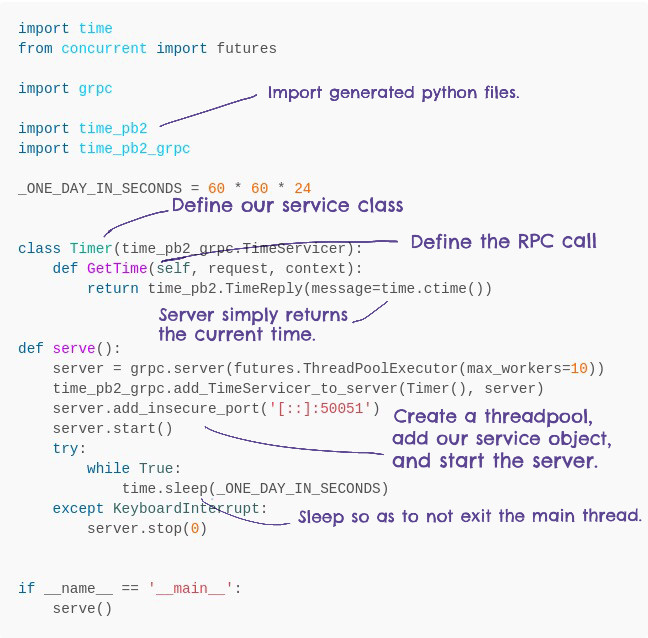 import time
from concurrent import futures
import grpc
Import generated python files.
import time_pb2
import time_pb2_grpc
_ONE_DAY_IN_SECONDS = 60 * 60 * 24
Define our service class
class Timer(time_pb2_grpc.TimeServicer):
Define the RPC call
def GetTime(self, request, context):
return time_pb2.TimeReply(message=time.ctime())
Server simply returns
the current time.
def serve():
server = grpc.server(futures.ThreadPoolExecutor(max_workers=10))
time_pb2_grpc.add_TimeServicer_to_server(Timer(), server)
server.add_insecure_port('[::]:50051')
server.start()
Create a threadpool,
add our service object,
and start the server.
try:
while True:
time.sleep(_ONE_DAY_IN_SECONDS)
except KeyboardInterrupt:
Sleep so as to not exit the main thread.
server.stop(0)
if __name__ == '__main__':
serve()